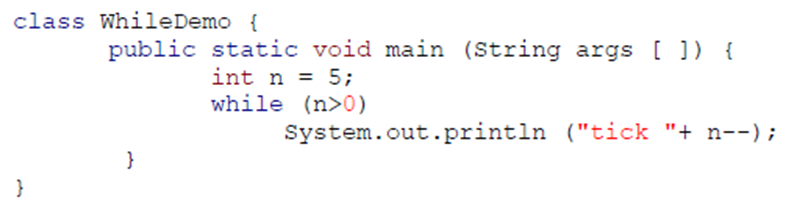 class WhileDemo {
public static void main (String args [ ]) {
int n = 5;
while (n>0)
System.out.println ("tick "+ n--);
}
}